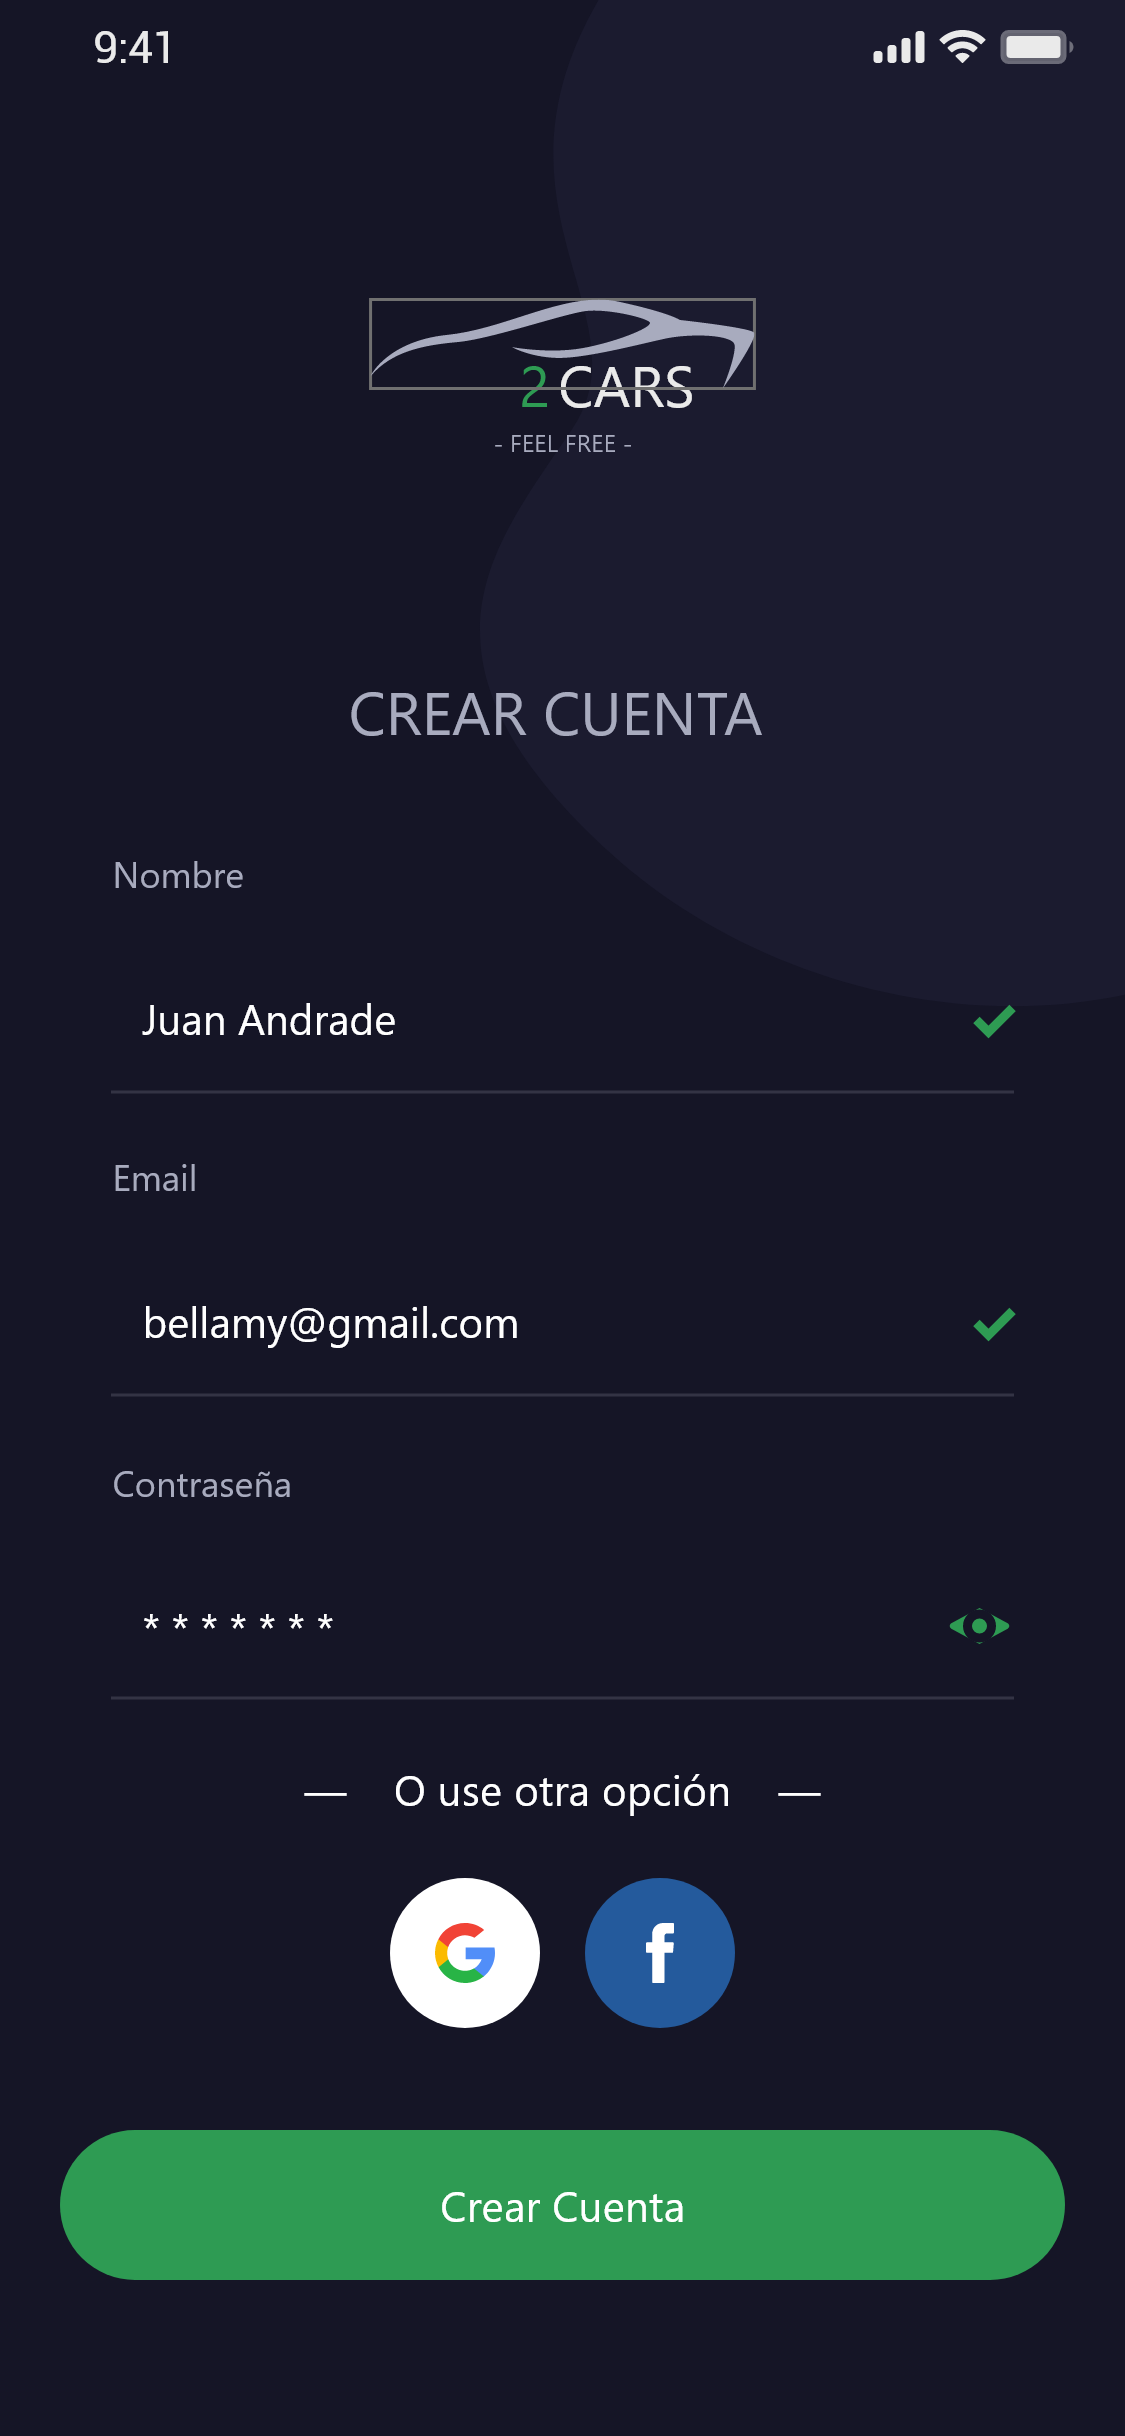 9:41
2 CARS
- FEEL FREE -
CREAR CUENTA
Nombre
Juan Andrade
Email
bellamy@gmail.com
Contraseña
* * * * * * *
— O use otra opción —
Crear Cuenta